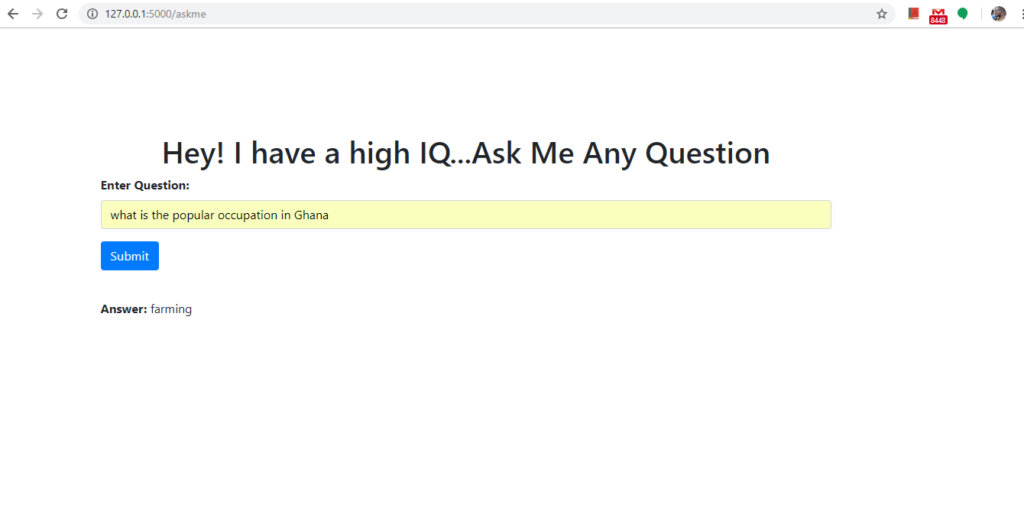 127.0.0.1:5000/askme
8448
Hey! I have a high IQ...Ask Me Any Question
Enter Question:
what is the popular occupation in Ghana
Submit
Answer: farming